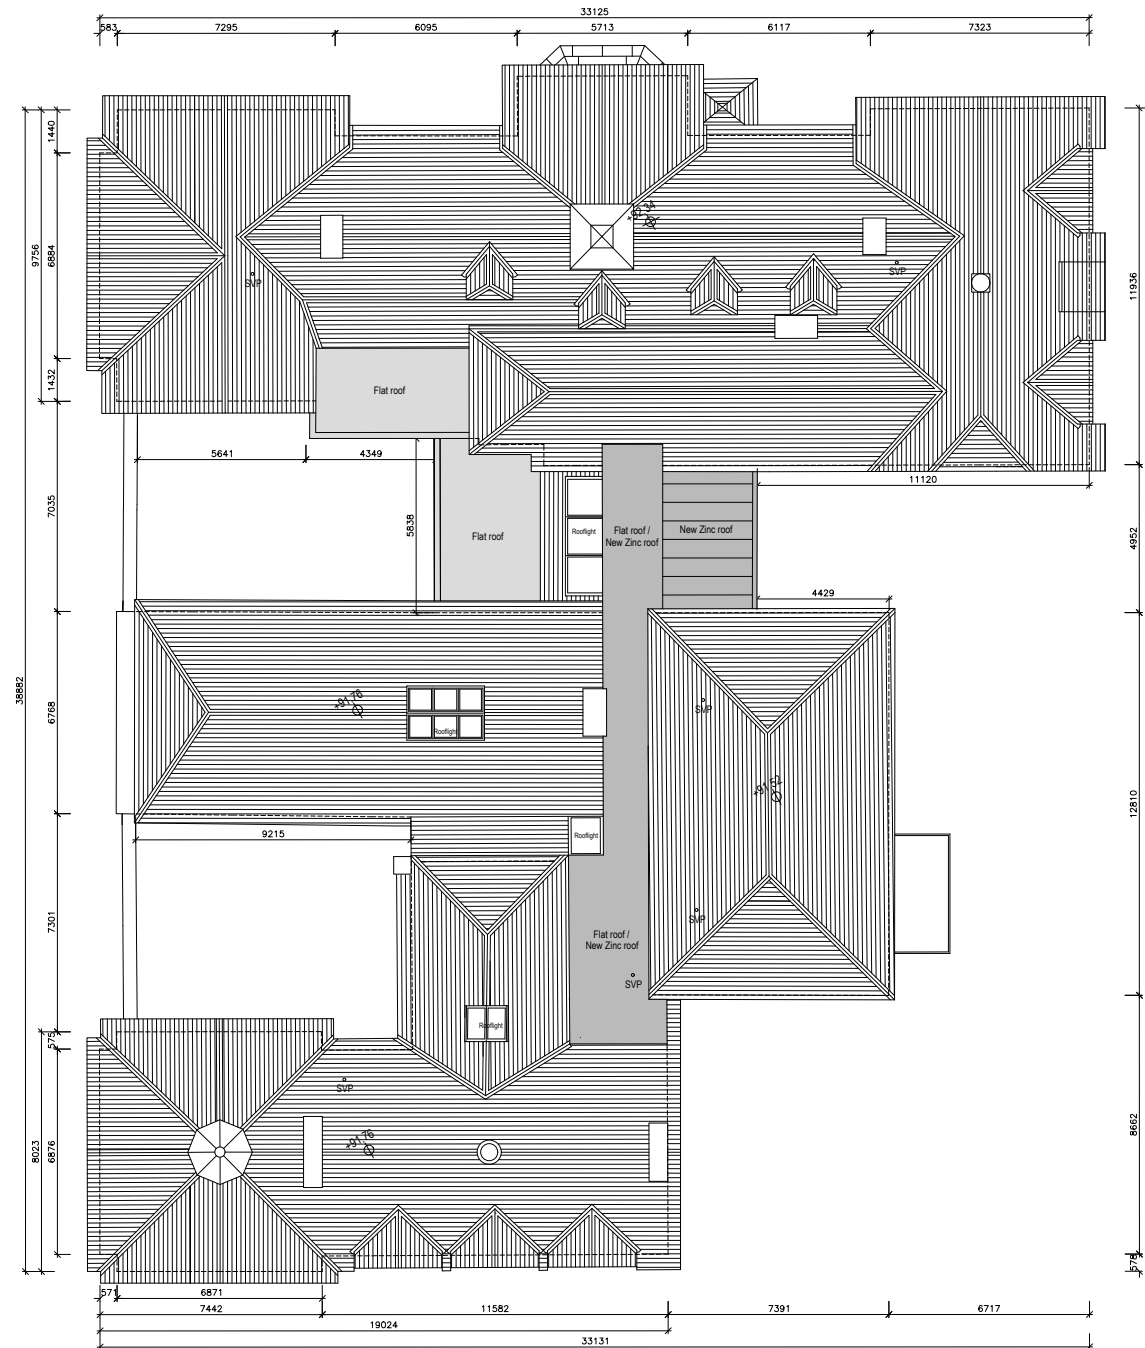 33125
583
7295
6095
5713
6117
7323
1440
9756
6884
1432
11936
+92.34
SVP
SVP
Flat roof
5641
4349
11120
7035
5838
4952
Flat roof
Rooflight
Flat roof /
New Zinc roof
New Zinc roof
4429
38882
6768
+91.76
Rooflight
SVP
+91.52
12810
9215
Rooflight
7301
SVP
Flat roof /
New Zinc roof
SVP
Rooflight
575
SVP
8023
6876
+91.76
8662
578
571
6871
7442
11582
7391
6717
19024
33131